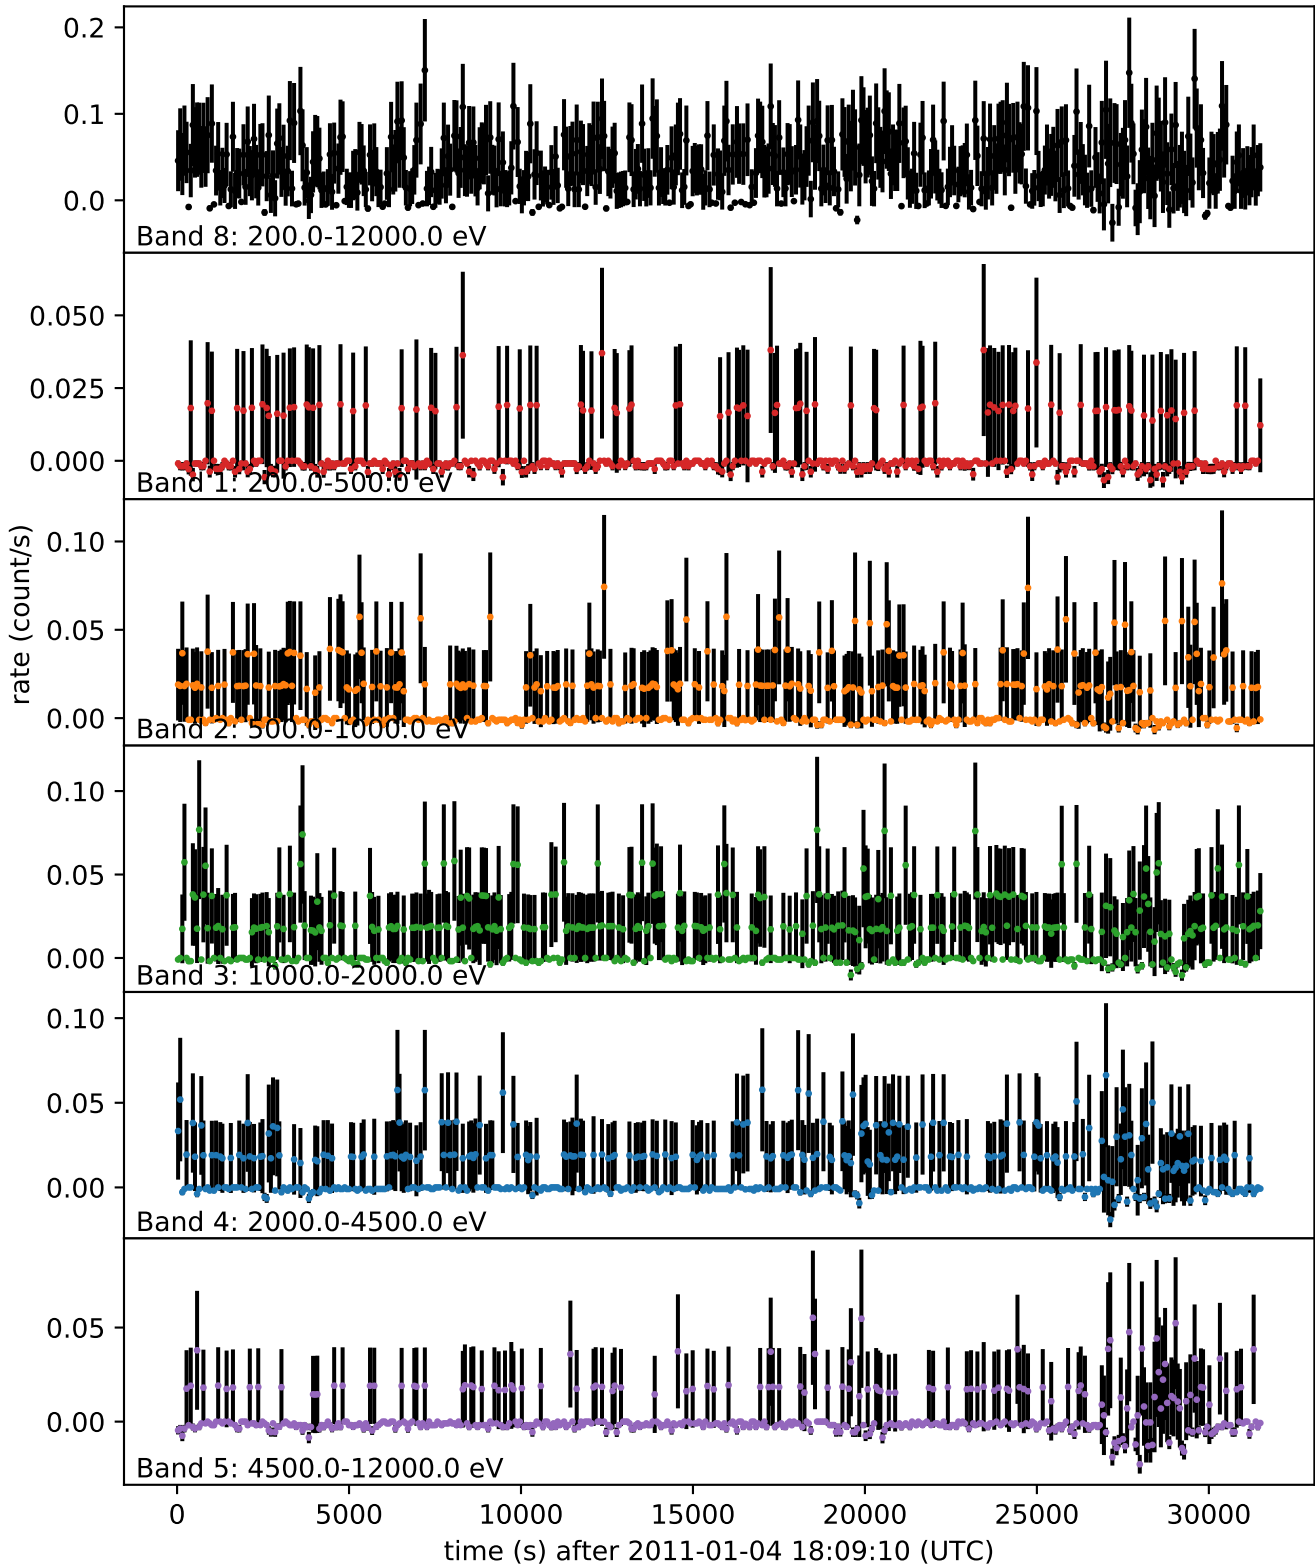 0.2
0.1
0.0
Band 8: 200.0-12000.0 eV
0.050
0.025
0.000
Band 1: 200.0-500.0 eV
0.10
0.05
0.00
Band 2: 500.0-1000.0 eV
rate (count/s)
0.10
0.05
0.00
Band 3: 1000.0-2000.0 eV
0.10
0.05
0.00
Band 4: 2000.0-4500.0 eV
0.05
0.00
Band 5: 4500.0-12000.0 eV
0 5000 10000 15000 20000 25000 30000
time (s) after 2011-01-04 18:09:10 (UTC)